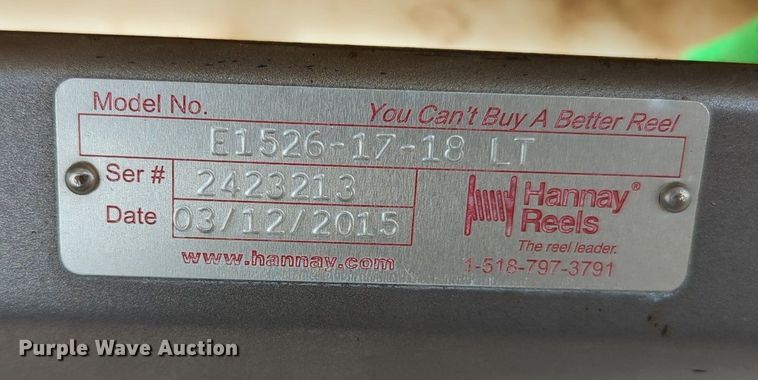 Model No.
You Can't Buy A Better Reel
E1526-17-18 LT
Ser # 2423213
Date 03/12/2015
Hannay®
Reels
The reel leader.
www.hannay.com
1-518-797-3791
Purple Wave Auction